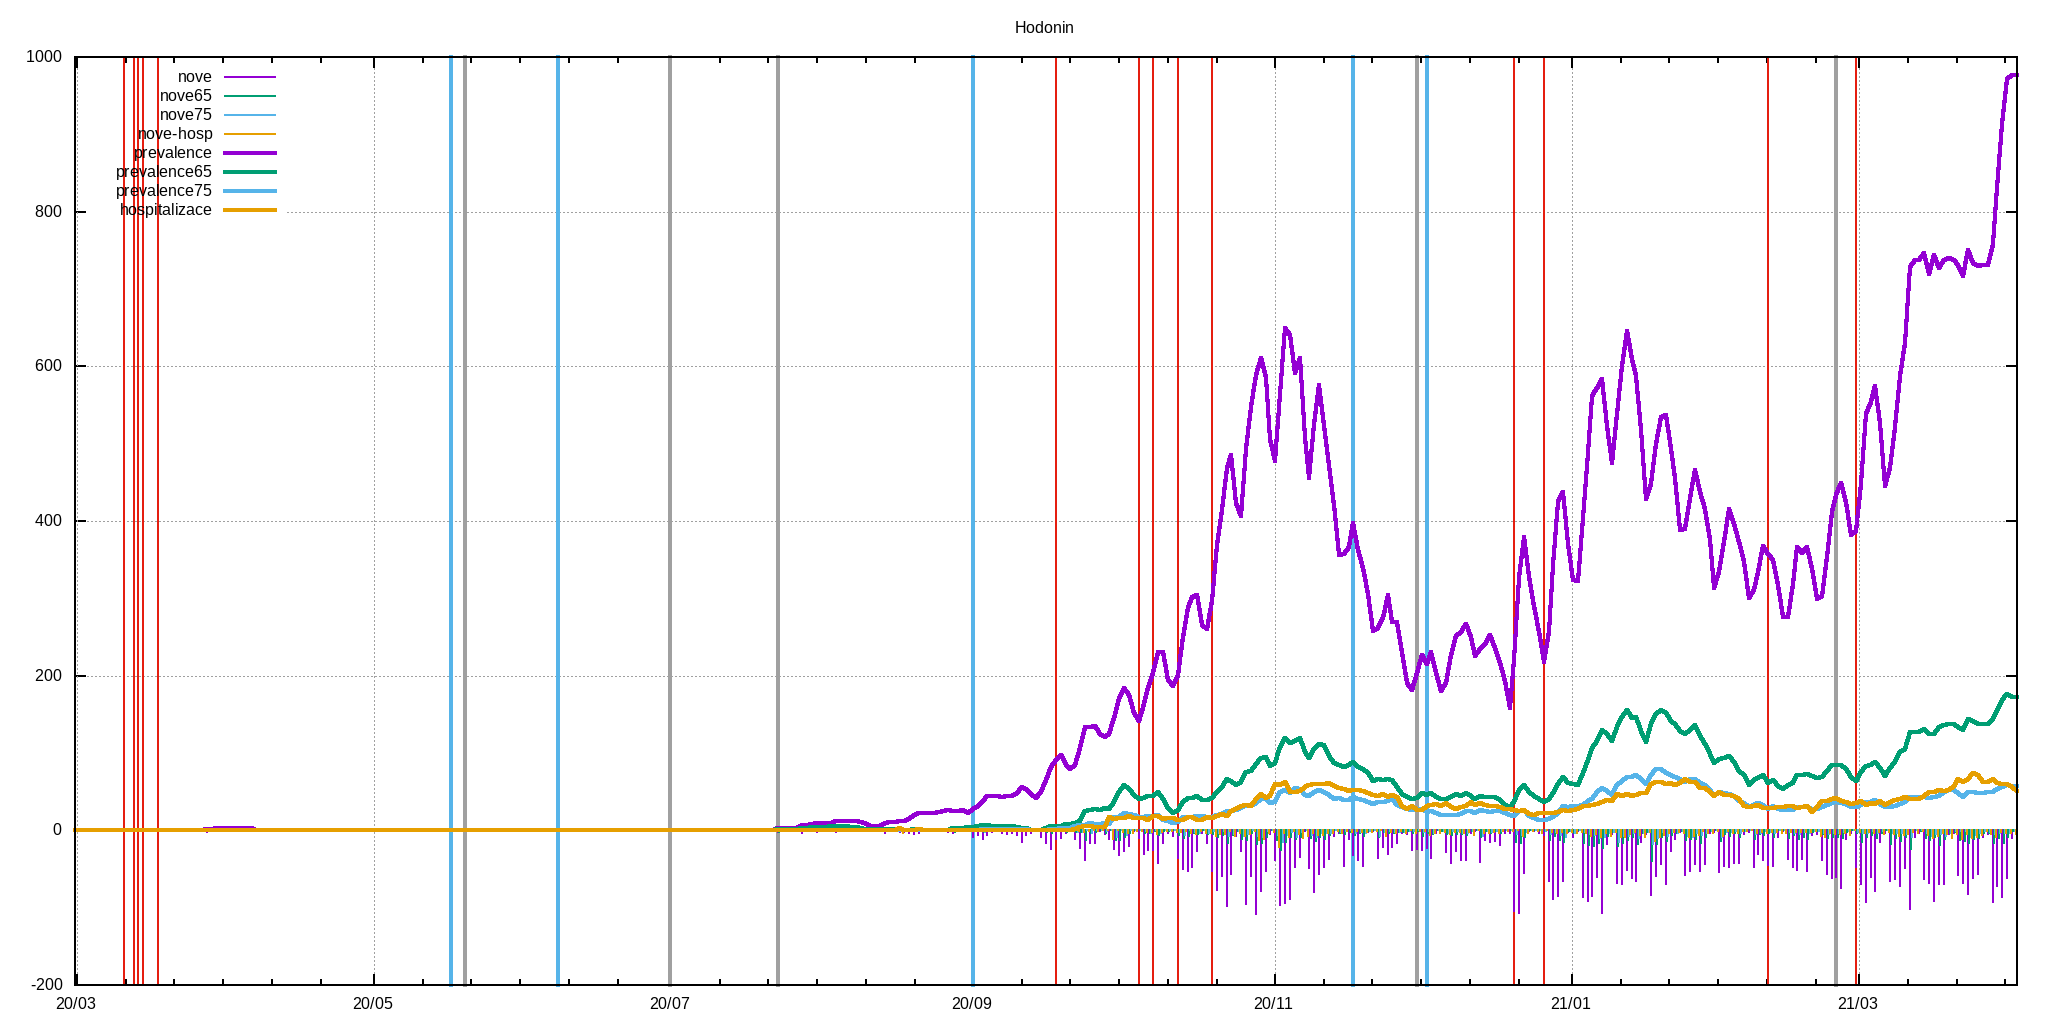 Hodonin
1000
800
600
400
200
0
-200
nove
nove65
nove75
nove-hosp
prevalence
prevalence65
prevalence75
hospitalizace
20/03 20/05 20/07 20/09 20/11 21/01 21/03